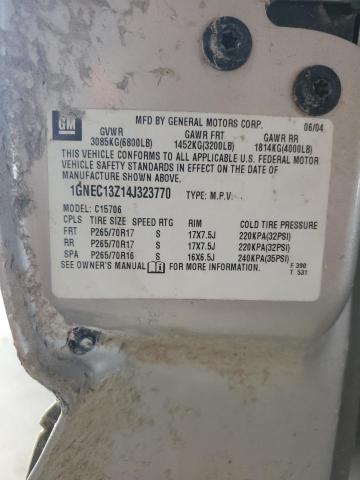 GM
MFD BY GENERAL MOTORS CORP. 06/04
GVWR GAWR FRT GAWR RR
3085KG(6800LB) 1452KG(3200LB) 1814KG(4000LB)
THIS VEHICLE CONFORMS TO ALL APPLICABLE U.S. FEDERAL MOTOR
VEHICLE SAFETY STANDARDS IN EFFECT ON THE DATE OF
MANUFACTURE SHOWN ABOVE.
1GNEC13Z14J323770 TYPE: M.P.V.
MODEL: C15706
CPLS TIRE SIZE SPEED RTG RIM COLD TIRE PRESSURE
FRT P265/70R17 S 17X7.5J 220KPA(32PSI)
RR P265/70R17 S 17X7.5J 220KPA(32PSI)
SPA P265/70R16 S 16X6.5J 240KPA(35PSI)
SEE OWNER'S MANUAL FOR MORE INFORMATION. F 390
T 531